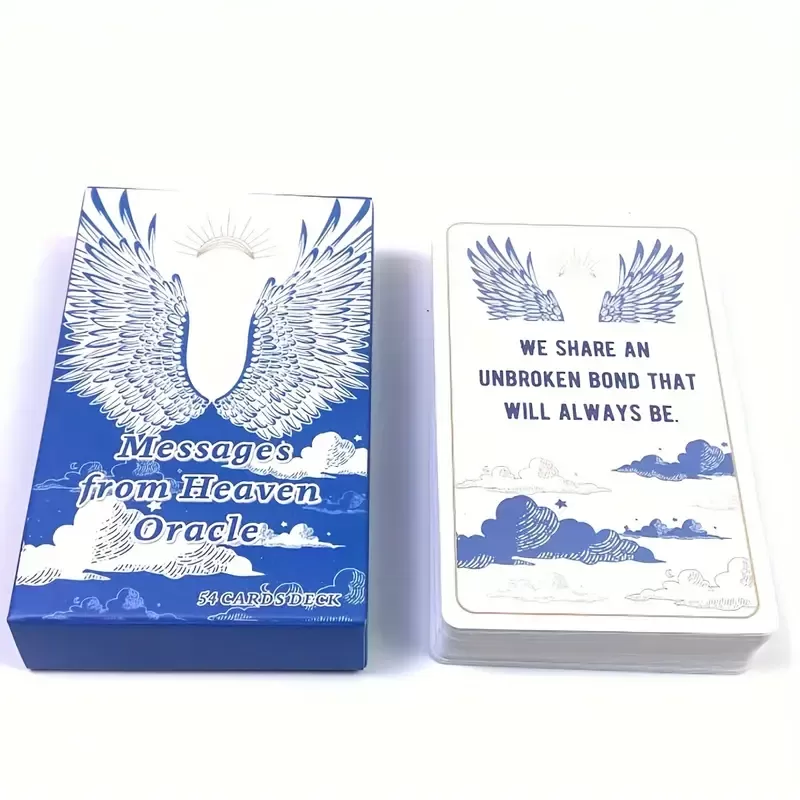 Messages
from Heaven
Oracle
54 CARDS DECK
WE SHARE AN
UNBROKEN BOND THAT
WILL ALWAYS BE.